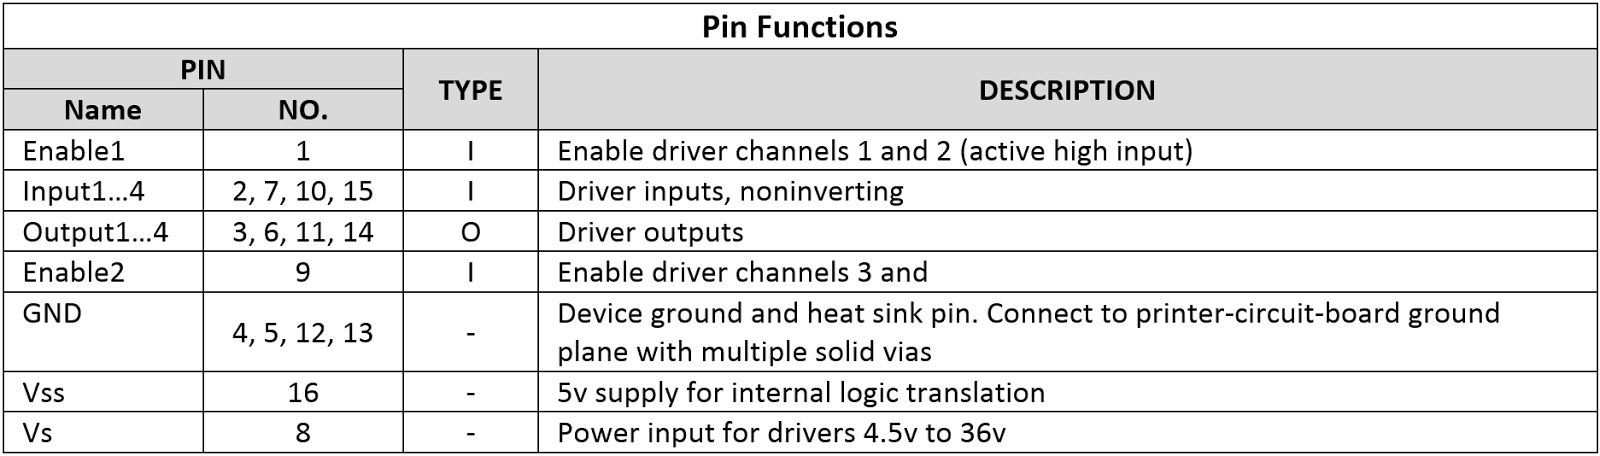 Pin Functions
PIN TYPE DESCRIPTION
Name NO.
Enable1 1 I Enable driver channels 1 and 2 (active high input)
Input1...4 2, 7, 10, 15 I Driver inputs, noninverting
Output1...4 3, 6, 11, 14 O Driver outputs
Enable2 9 I Enable driver channels 3 and
GND 4, 5, 12, 13 - Device ground and heat sink pin. Connect to printer-circuit-board ground
plane with multiple solid vias
Vss 16 - 5v supply for internal logic translation
Vs 8 - Power input for drivers 4.5v to 36v